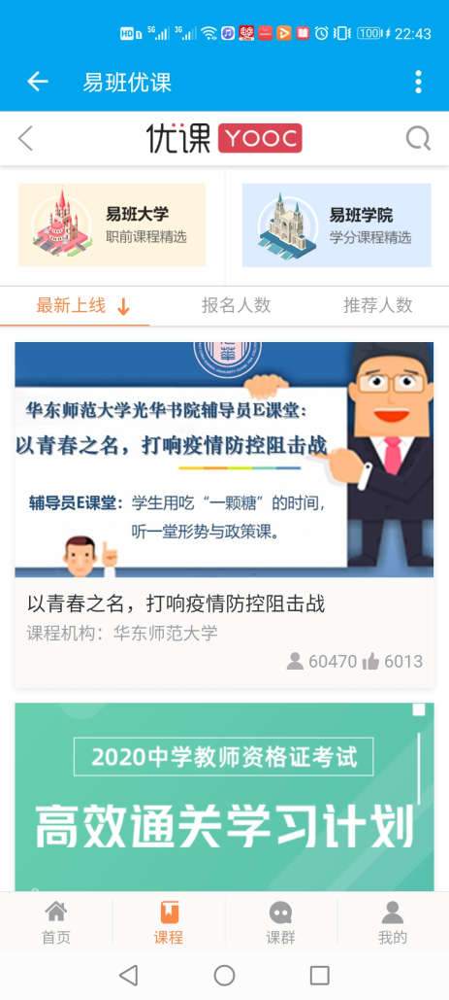 HD 5G 3G 100 22:43
易班优课
优课 YOOC
易班大学
职前课程精选
易班学院
学分课程精选
最新上线 报名人数 推荐人数
华东师范大学光华书院辅导员E课堂：
以青春之名，打响疫情防控阻击战
辅导员E课堂：学生用吃“一颗糖”的时间，
听一堂形势与政策课。
以青春之名，打响疫情防控阻击战
课程机构：华东师范大学
60470 6013
2020中学教师资格证考试
高效通关学习计划
首页 课程 课群 我的